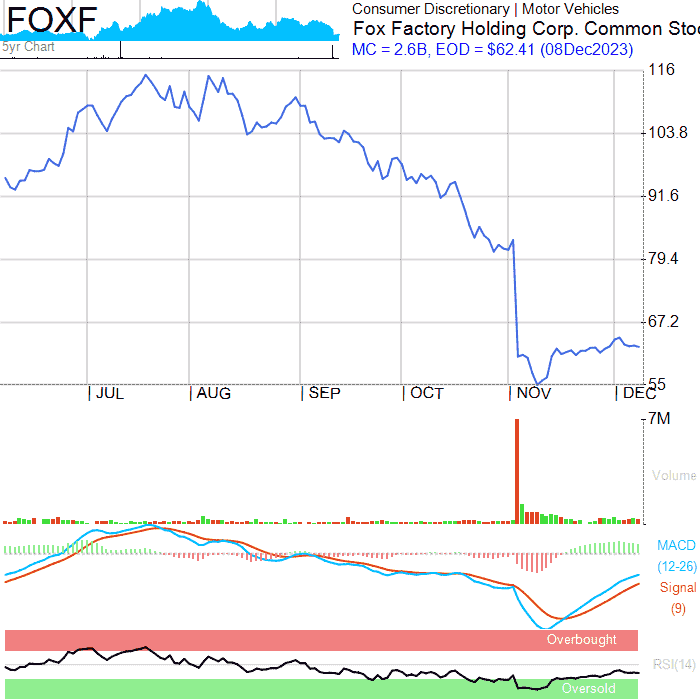 FOXF
5yr Chart
Consumer Discretionary | Motor Vehicles
Fox Factory Holding Corp. Common Stoc
MC = 2.6B, EOD = $62.41 (08Dec2023)
116
103.8
91.6
79.4
67.2
55
JUL AUG SEP OCT NOV DEC
7M
Volume
MACD
(12-26)
Signal
(9)
Overbought
RSI(14)
Oversold